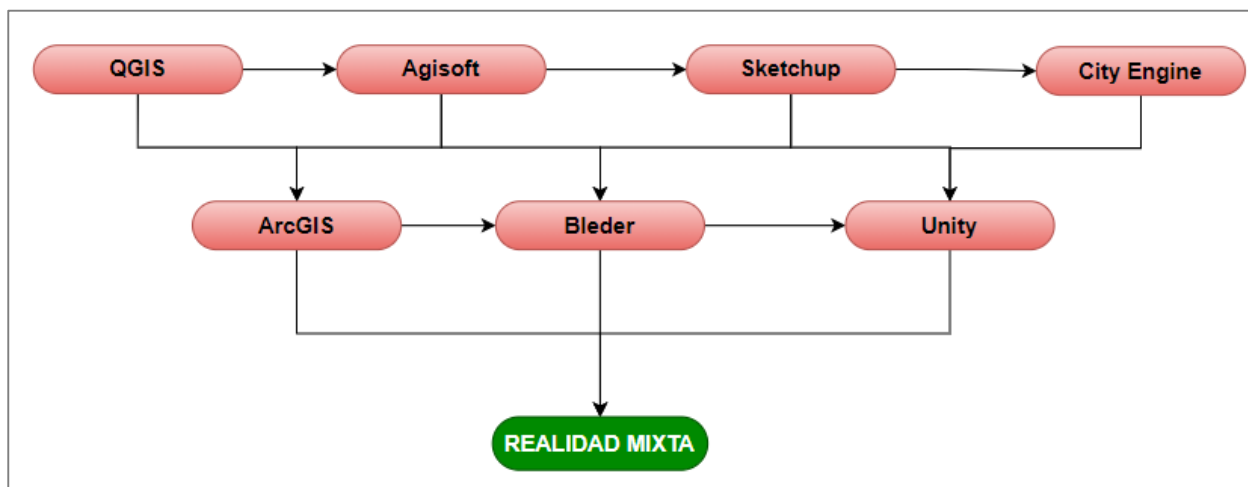 QGIS
Agisoft
Sketchup
City Engine
ArcGIS
Bleder
Unity
REALIDAD MIXTA